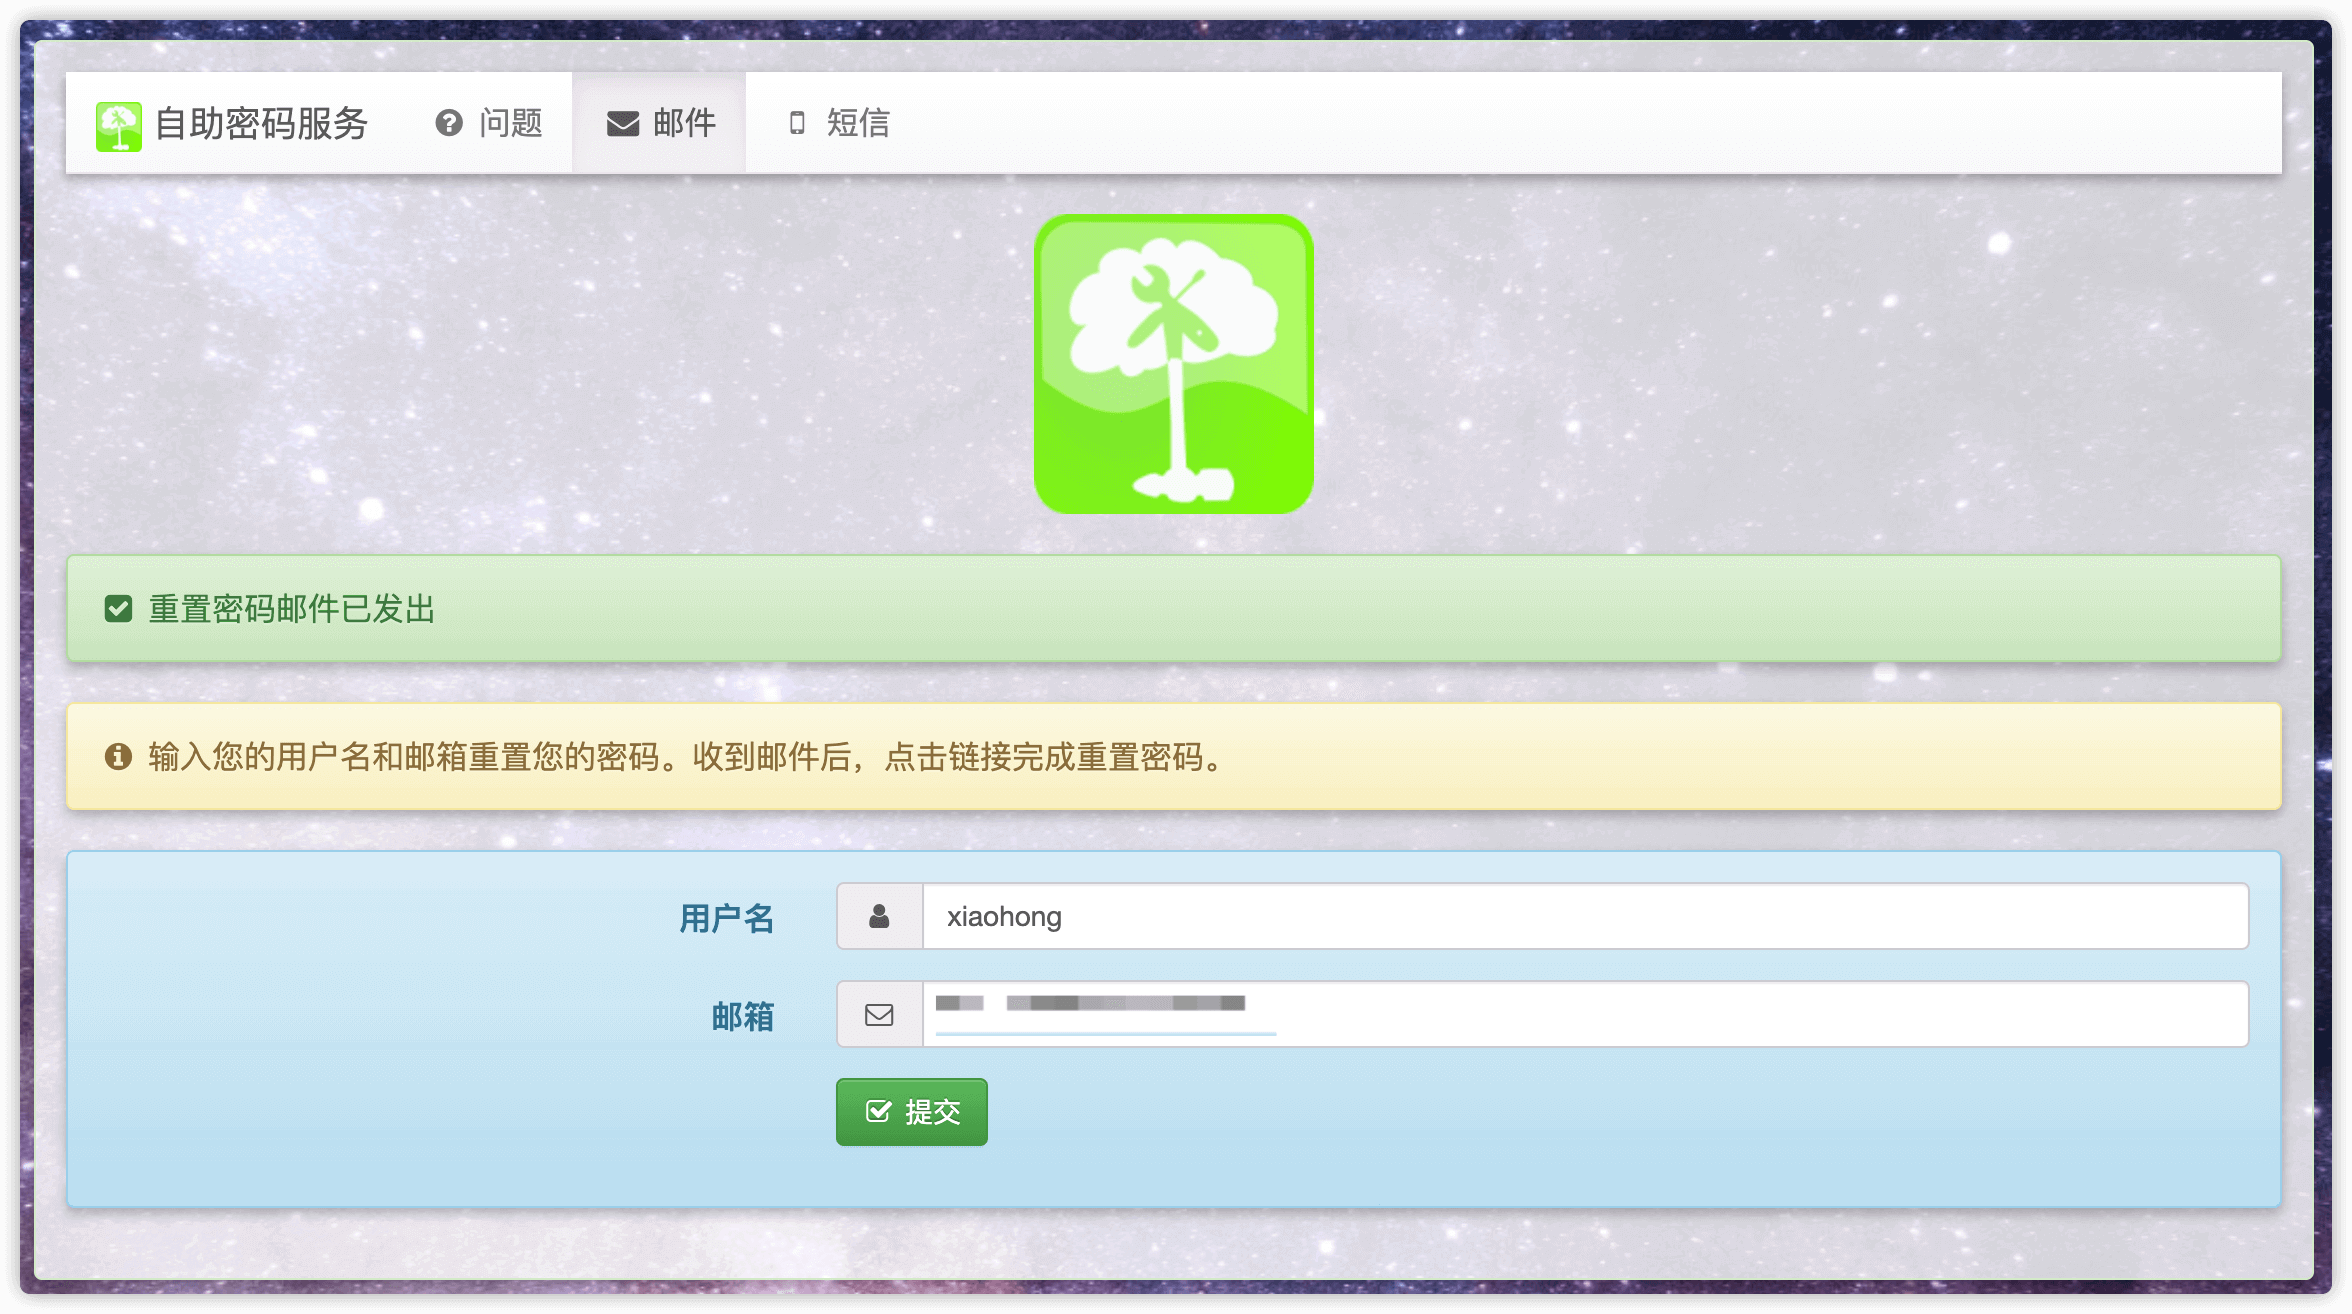 自助密码服务 问题 邮件 短信
重置密码邮件已发出
输入您的用户名和邮箱重置您的密码。收到邮件后，点击链接完成重置密码。
用户名 xiaohong
邮箱
提交